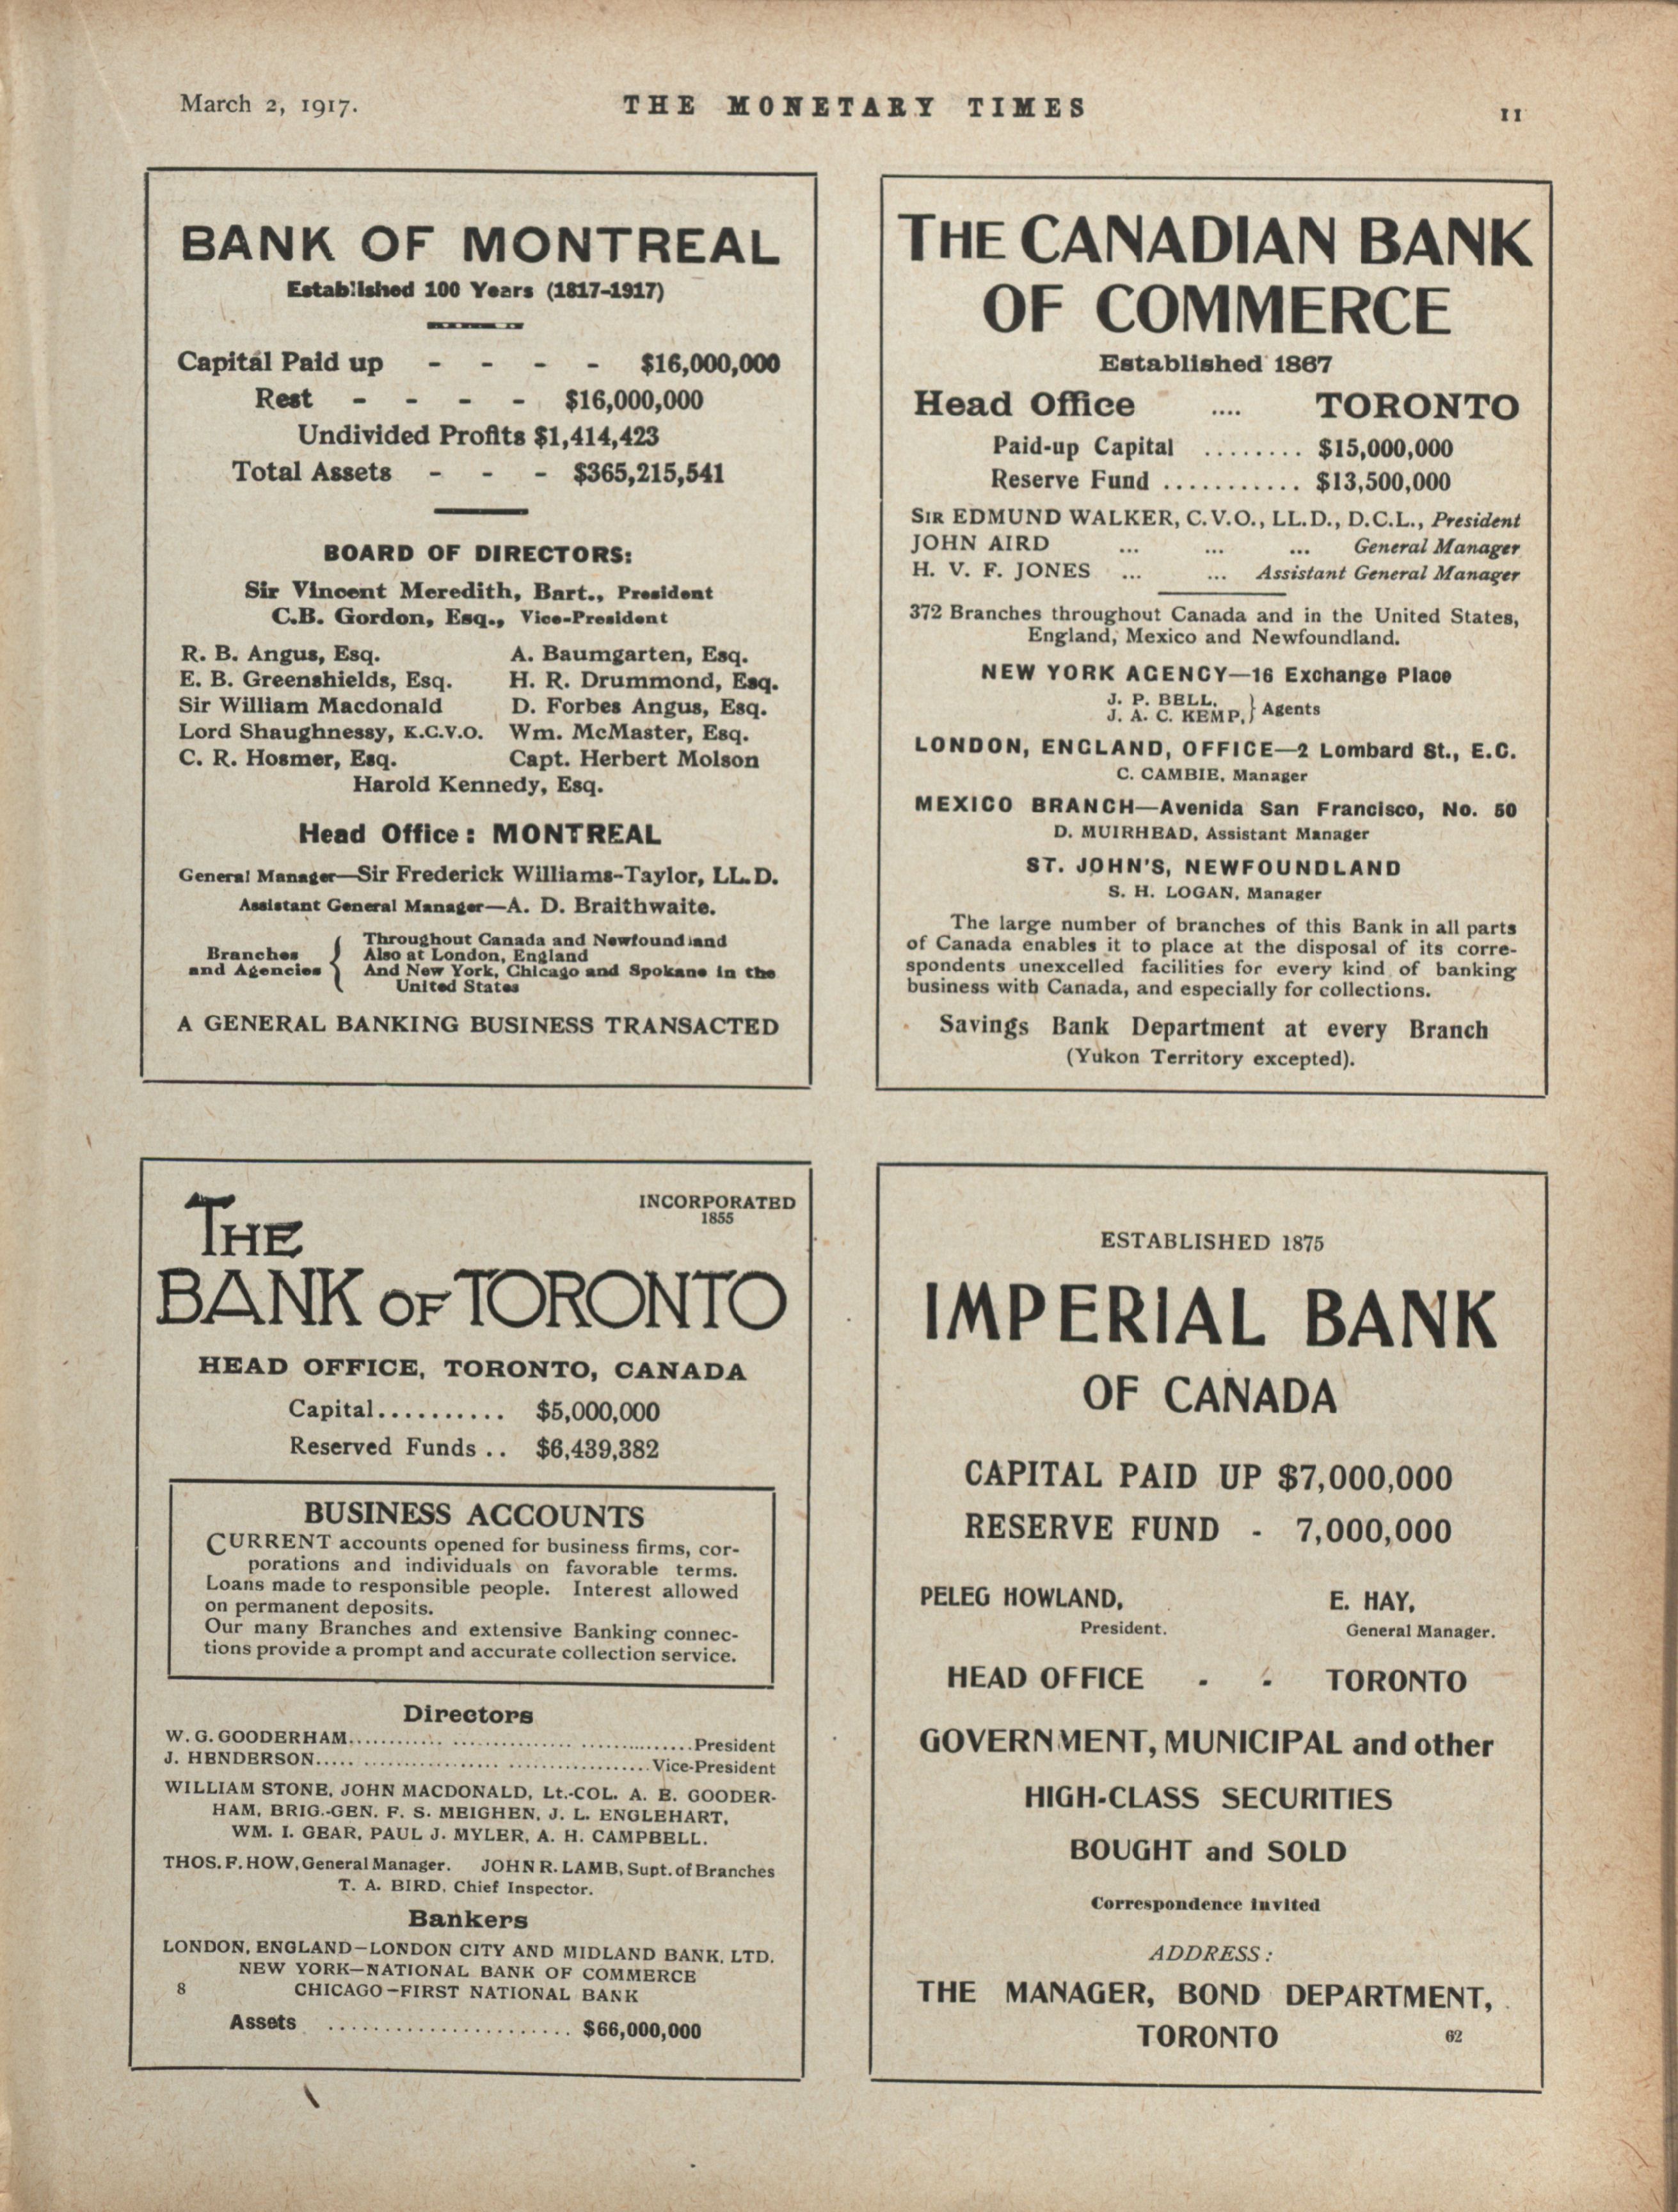 March 2, 1917.
THE MONETARY TIMES
11
BANK OF MONTREAL
Established 100 Years (1817-1917)
Capital Paid up - - - - $16,000,000
Rest - - - - $16,000,000
Undivided Profits $1,414,423
Total Assets - - - $365,215,541
BOARD OF DIRECTORS:
Sir Vincent Meredith, Bart., President
C.B. Gordon, Esq., Vice-President
R. B. Angus, Esq. A. Baumgarten, Esq.
E. B. Greenshields, Esq. H. R. Drummond, Esq.
Sir William Macdonald D. Forbes Angus, Esq.
Lord Shaughnessy, K.C.V.O. Wm. McMaster, Esq.
C. R. Hosmer, Esq. Capt. Herbert Molson
Harold Kennedy, Esq.
Head Office: MONTREAL
General Manager—Sir Frederick Williams-Taylor, LL.D.
Assistant General Manager—A. D. Braithwaite.
Branches and Agencies
Throughout Canada and Newfoundland
Also at London, England
And New York, Chicago and Spokane in the
United States
A GENERAL BANKING BUSINESS TRANSACTED
THE CANADIAN BANK
OF COMMERCE
Established 1867
Head Office .... TORONTO
Paid-up Capital ........ $15,000,000
Reserve Fund ........... $13,500,000
SIR EDMUND WALKER, C.V.O., LL.D., D.C.L., President
JOHN AIRD ... ... ... General Manager
H. V. F. JONES ... ... Assistant General Manager
372 Branches throughout Canada and in the United States,
England, Mexico and Newfoundland.
NEW YORK AGENCY—16 Exchange Place
J. P. BELL,
J. A. C. KEMP, } Agents
LONDON, ENGLAND, OFFICE—2 Lombard St., E.C.
C. CAMBIE, Manager
MEXICO BRANCH—Avenida San Francisco, No. 50
D. MUIRHEAD, Assistant Manager
ST. JOHN'S, NEWFOUNDLAND
S. H. LOGAN, Manager
The large number of branches of this Bank in all parts
of Canada enables it to place at the disposal of its corre-
spondents unexcelled facilities for every kind of banking
business with Canada, and especially for collections.
Savings Bank Department at every Branch
(Yukon Territory excepted).
INCORPORATED
1855
THE
BANK OF TORONTO
HEAD OFFICE, TORONTO, CANADA
Capital.......... $5,000,000
Reserved Funds .. $6,439,382
BUSINESS ACCOUNTS
CURRENT accounts opened for business firms, cor-
porations and individuals on favorable terms.
Loans made to responsible people. Interest allowed
on permanent deposits.
Our many Branches and extensive Banking connec-
tions provide a prompt and accurate collection service.
Directors
W. G. GOODERHAM.......... President
J. HENDERSON.......... Vice-President
WILLIAM STONE, JOHN MACDONALD, Lt.-COL. A. E. GOODER-
HAM, BRIG.-GEN. F. S. MEIGHEN, J. L. ENGLEHART,
WM. I. GEAR, PAUL J. MYLER, A. H. CAMPBELL.
THOS. F. HOW, General Manager. JOHN R. LAMB, Supt. of Branches
T. A. BIRD, Chief Inspector.
Bankers
LONDON, ENGLAND—LONDON CITY AND MIDLAND BANK, LTD.
NEW YORK—NATIONAL BANK OF COMMERCE
8 CHICAGO—FIRST NATIONAL BANK
Assets ...................... $66,000,000
ESTABLISHED 1875
IMPERIAL BANK
OF CANADA
CAPITAL PAID UP $7,000,000
RESERVE FUND - 7,000,000
PELEG HOWLAND, E. HAY,
President. General Manager.
HEAD OFFICE - - TORONTO
GOVERNMENT, MUNICIPAL and other
HIGH-CLASS SECURITIES
BOUGHT and SOLD
Correspondence invited
ADDRESS:
THE MANAGER, BOND DEPARTMENT,
TORONTO 62